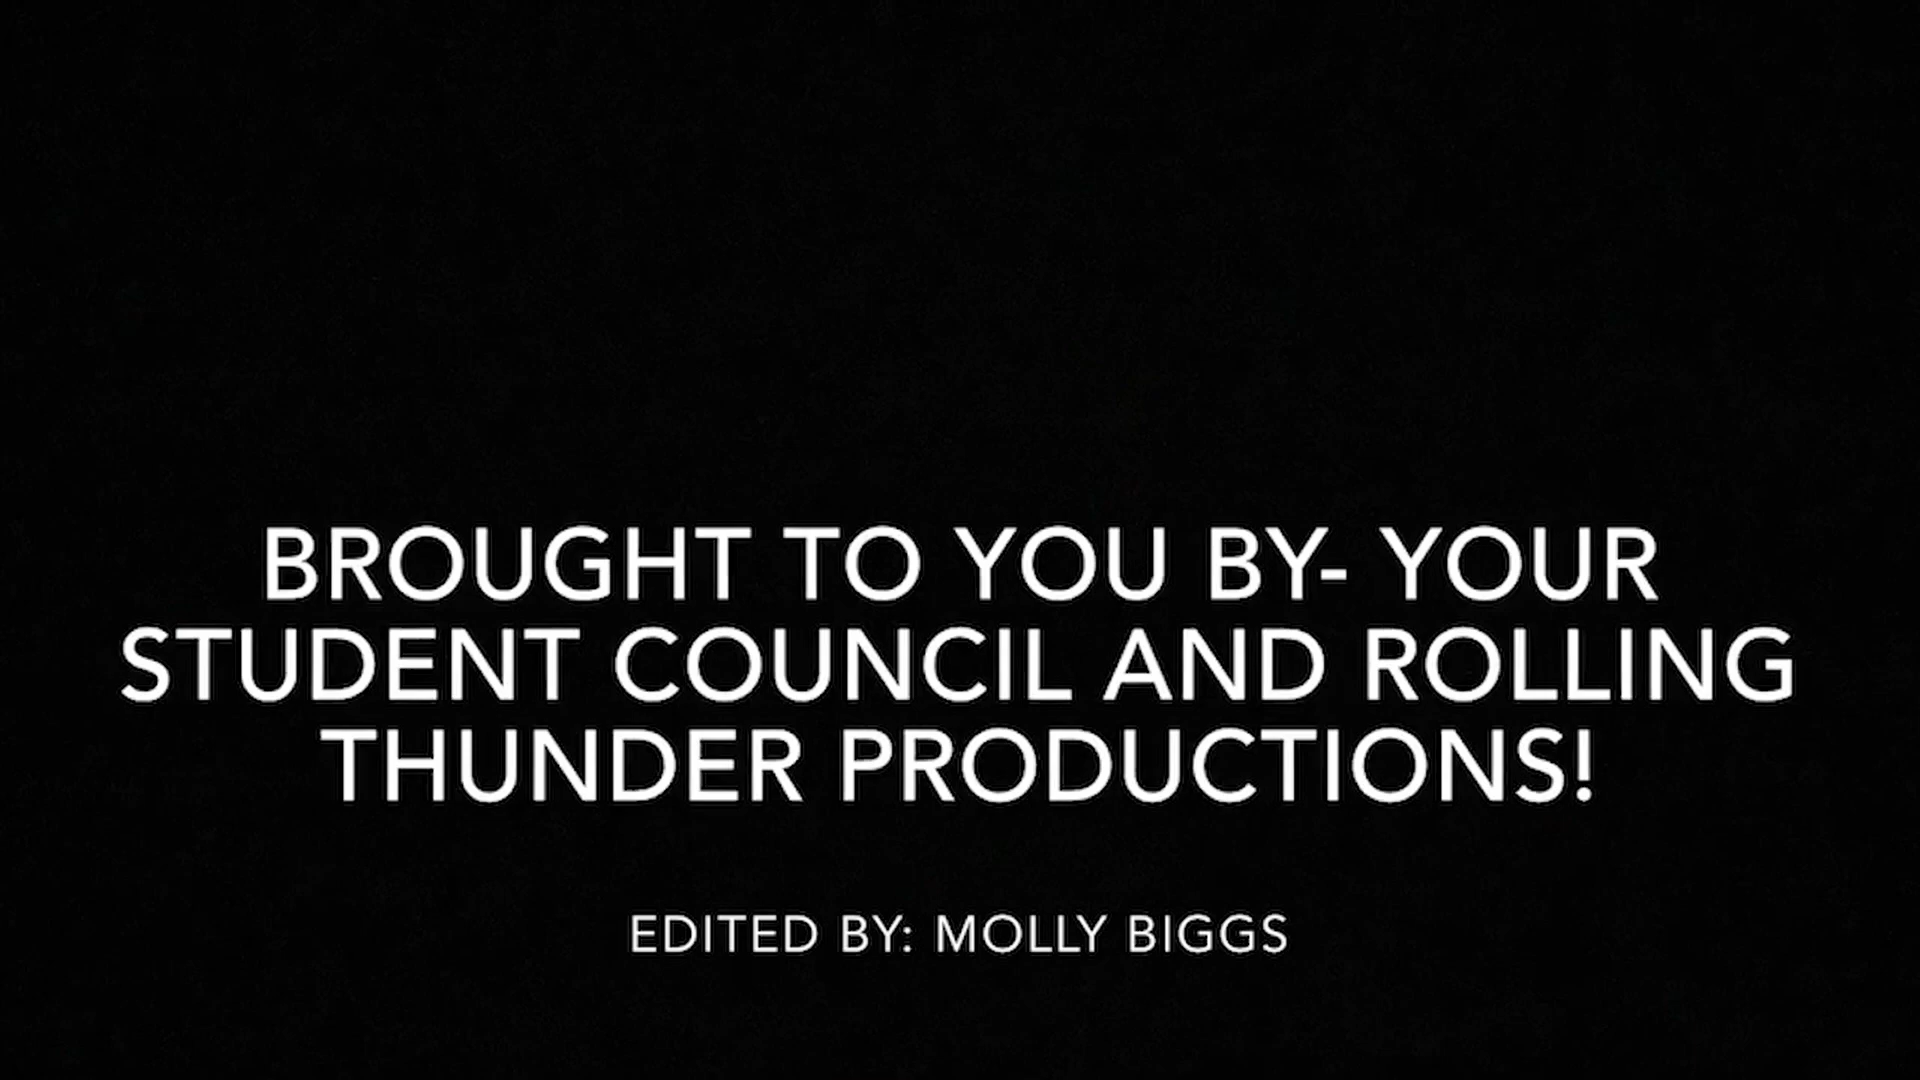 BROUGHT TO YOU BY- YOUR
STUDENT COUNCIL AND ROLLING
THUNDER PRODUCTIONS!
EDITED BY: MOLLY BIGGS